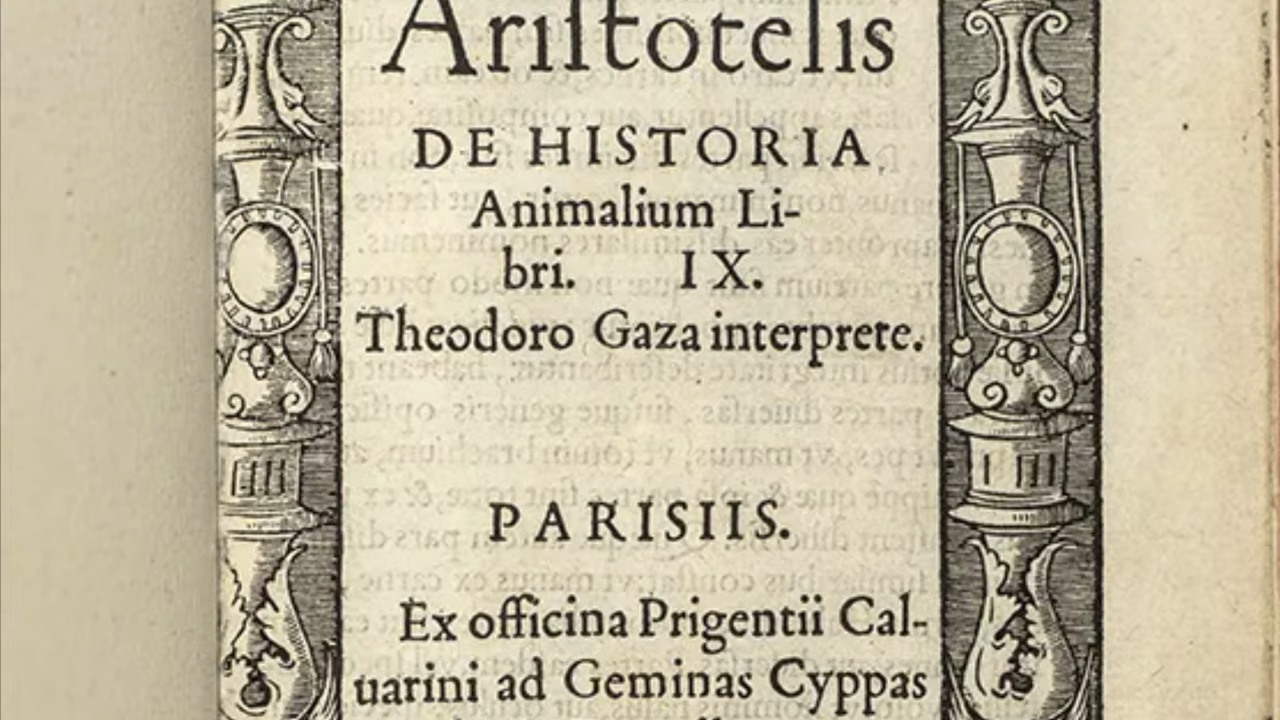 Ariſtotelis
DE HISTORIA
Animalium Li-
bri. IX.
Theodoro Gaza interprete.
PARISIIS.
Ex officina Prigentii Cal-
uarini ad Geminas Cyppas